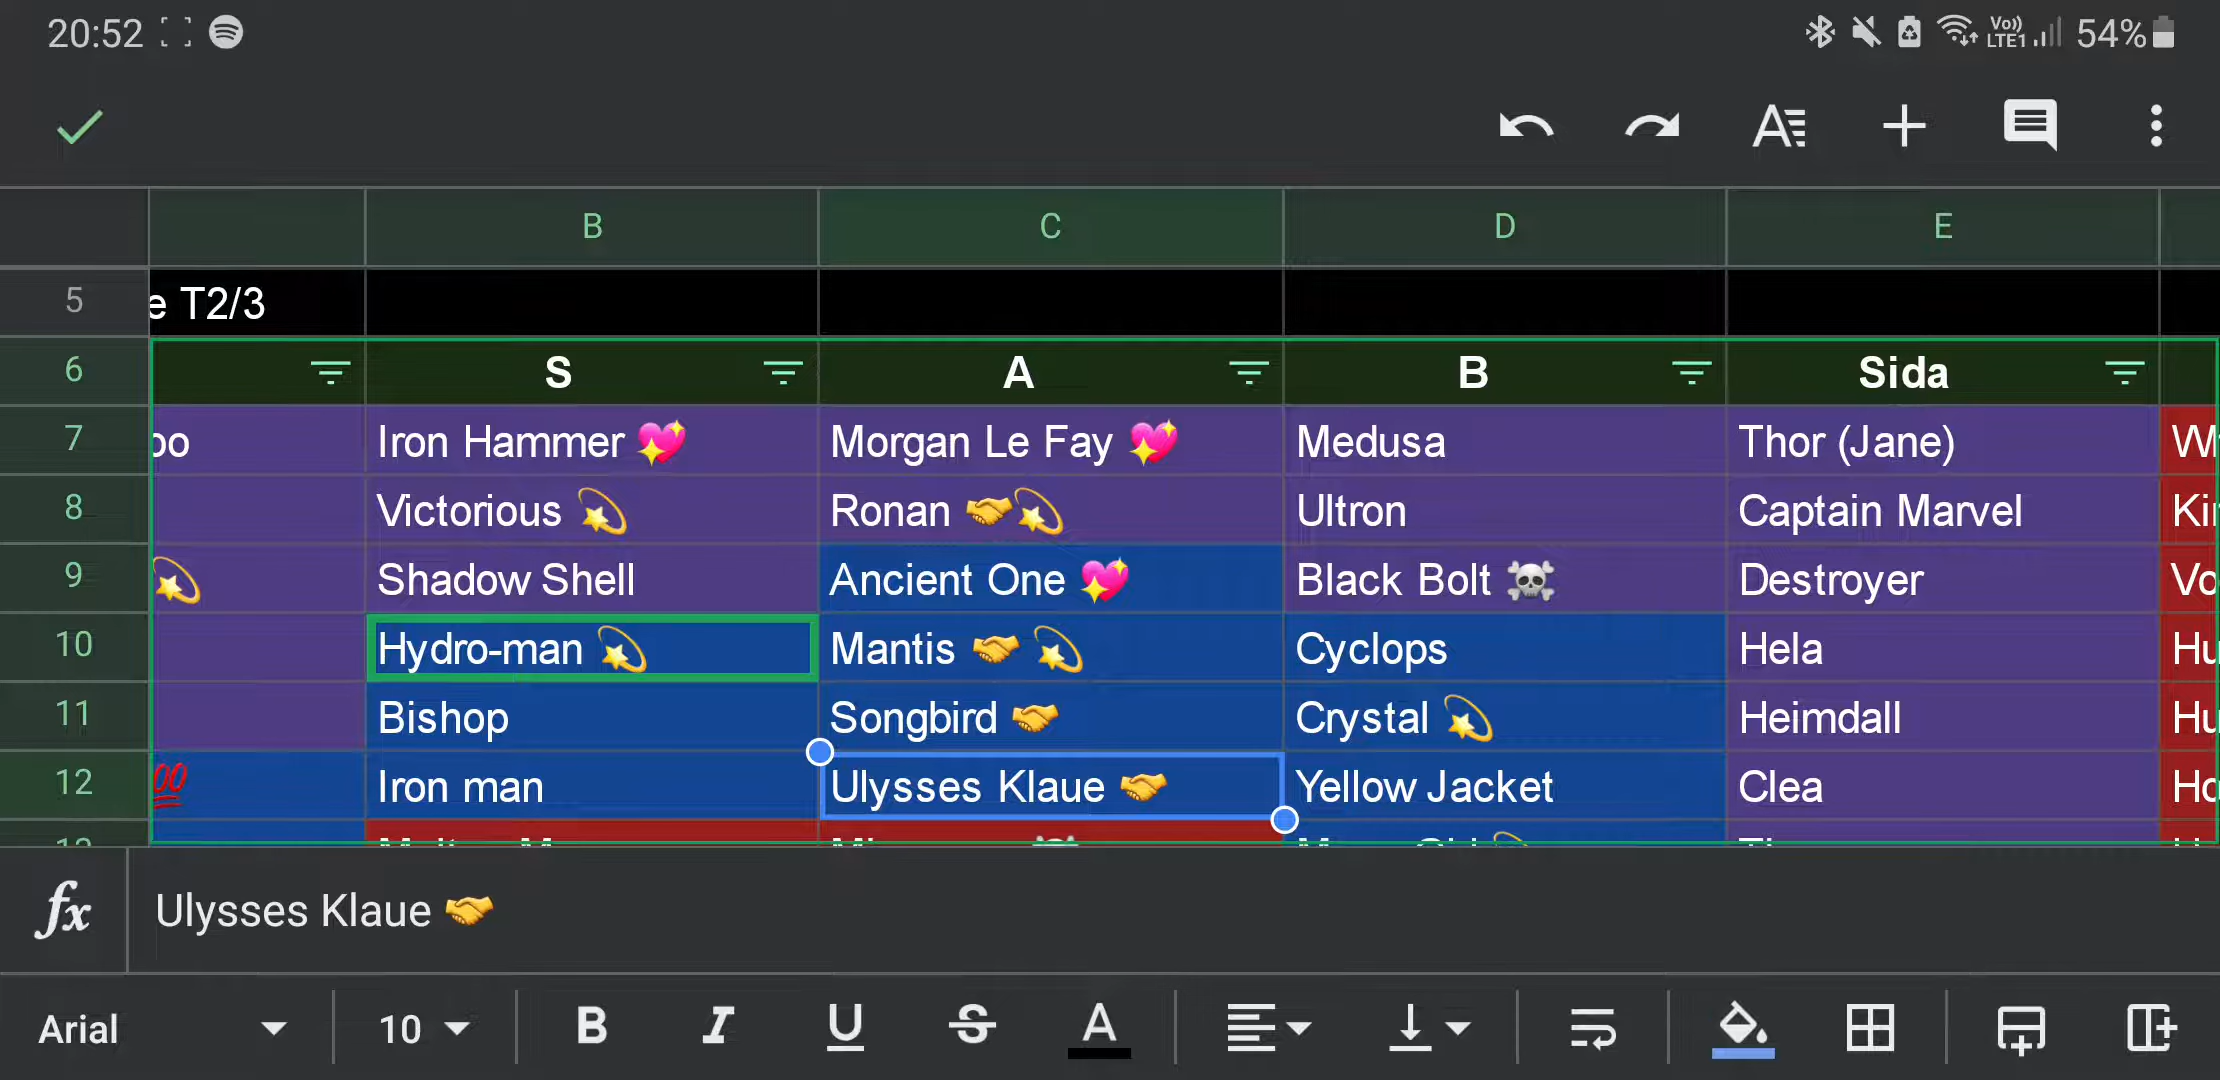 20:52 Vo)) LTE1 54%
B C D E
5 e T2/3
6 S A B Sida
7 Iron Hammer 💖 Morgan Le Fay 💖 Medusa Thor (Jane)
8 Victorious 💫 Ronan 🤝💫 Ultron Captain Marvel
9 💫 Shadow Shell Ancient One 💖 Black Bolt ☠️ Destroyer
10 Hydro-man 💫 Mantis 🤝 💫 Cyclops Hela
11 Bishop Songbird 🤝 Crystal 💫 Heimdall
12 Iron man Ulysses Klaue 🤝 Yellow Jacket Clea
fx Ulysses Klaue 🤝
Arial 10 B I U S A